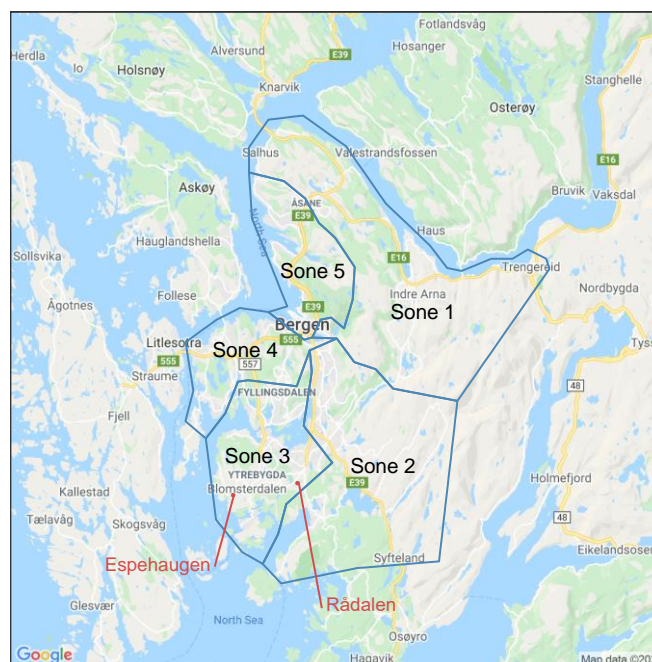 Herdla
Io
Holsnøy
Alversund
E39
Fotlandsvåg
Hosanger
Stanghelle
Knarvik
Osterøy
Salhus
Valestrandsfossen
E16
Askøy
Bruvik
Vaksdal
ÅSANE
E39
North Sea
Haus
Hauglandshella
Sollsvika
E16
Trengereid
Sone 5
Ågotnes
Follese
Indre Arna
Nordbygda
Sone 1
E39
Bergen
Litlesotra
555
Tyss
555
Sone 4
557
Straume
48
FYLLINGSDALEN
Fjell
Sone 3
Sone 2
YTREBYGDA
Blomsterdalen
E39
Holmefjord
Kallestad
Tælavåg
Skogsvåg
48
Eikelandsosen
Espehaugen
Syfteland
Glesvær
Rådalen
North Sea
Osøyro
Hagavik
Google
Map data ©20